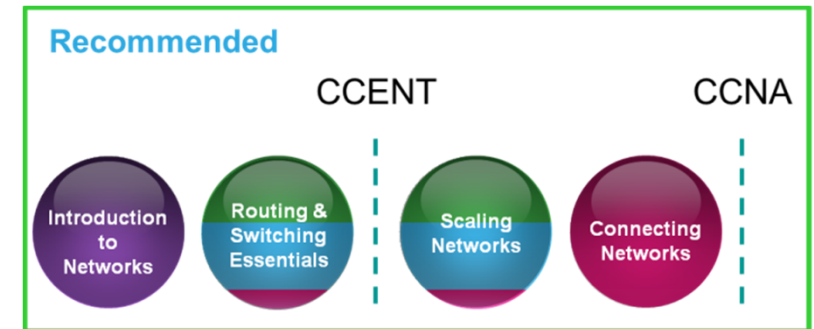 Recommended
CCENT
CCNA
Introduction
to
Networks
Routing &
Switching
Essentials
Scaling
Networks
Connecting
Networks